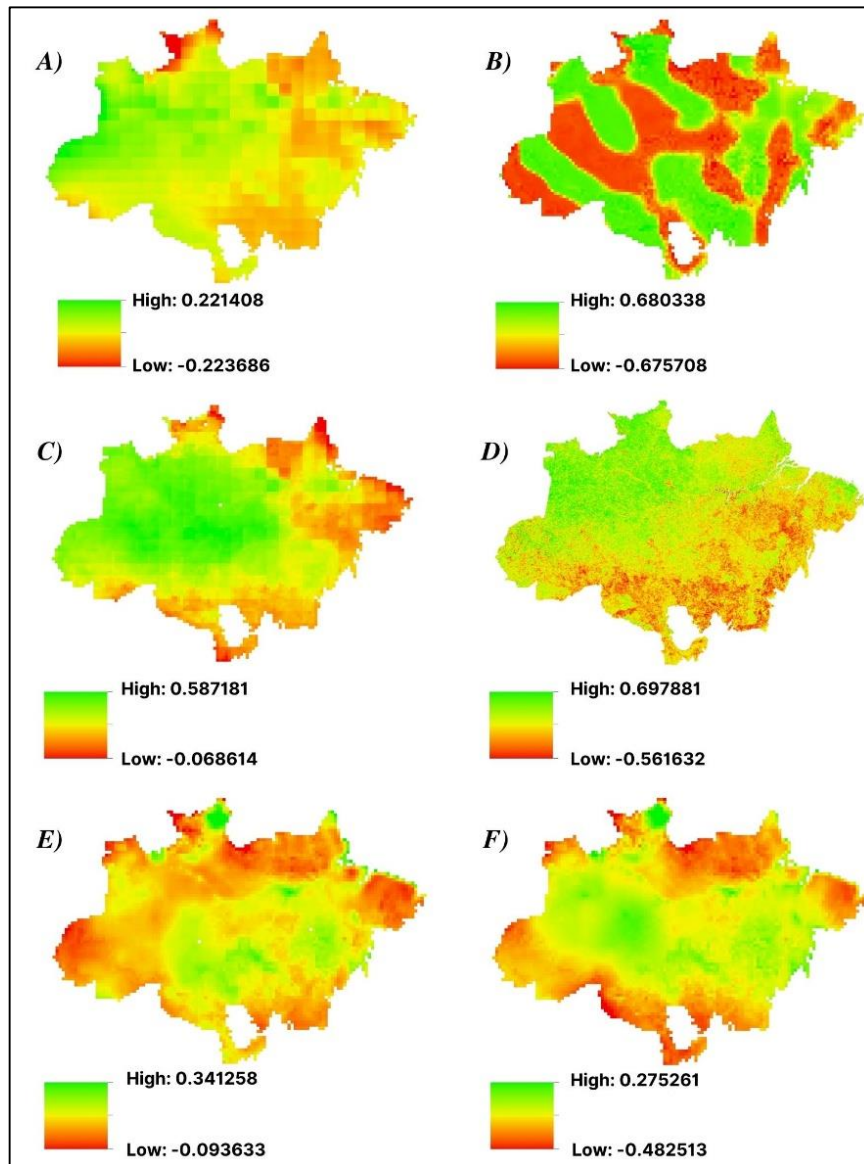 A)
B)
High: 0.221408
Low: -0.223686
High: 0.680338
Low: -0.675708
C)
D)
High: 0.587181
Low: -0.068614
High: 0.697881
Low: -0.561632
E)
F)
High: 0.341258
Low: -0.093633
High: 0.275261
Low: -0.482513